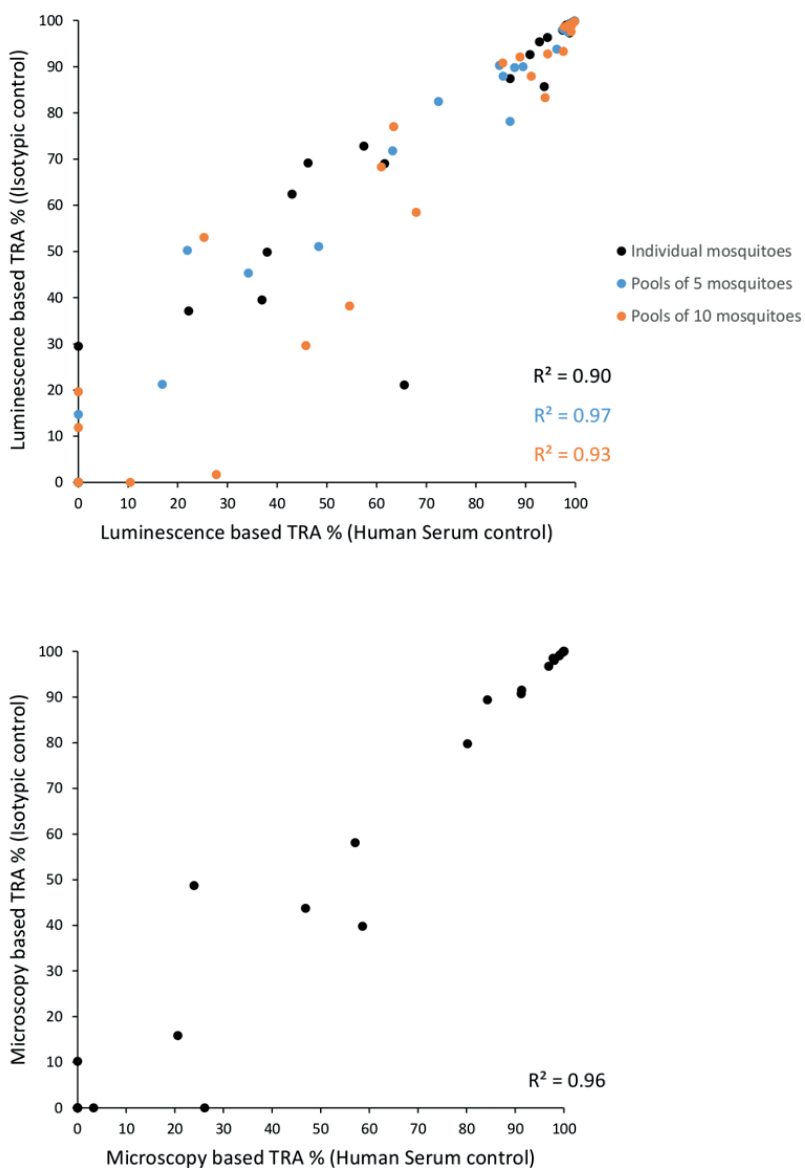 100
90
80
70
60
50
40
30
20
10
0
Luminescence based TRA % ((Isotypic control)
0 10 20 30 40 50 60 70 80 90 100
Luminescence based TRA % (Human Serum control)
Individual mosquitoes
Pools of 5 mosquitoes
Pools of 10 mosquitoes
R² = 0.90
R² = 0.97
R² = 0.93
100
90
80
70
60
50
40
30
20
10
0
Microscopy based TRA % (Isotypic control)
0 10 20 30 40 50 60 70 80 90 100
Microscopy based TRA % (Human Serum control)
R² = 0.96